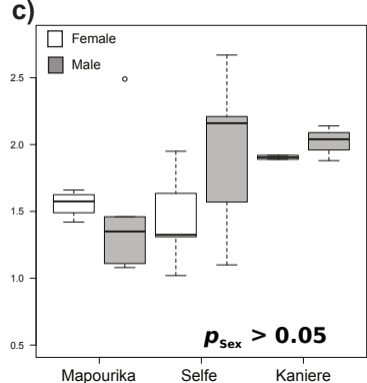 c)
Female
Male
2.5
2.0
1.5
1.0
0.5
pSex > 0.05
Mapourika Selfe Kaniere